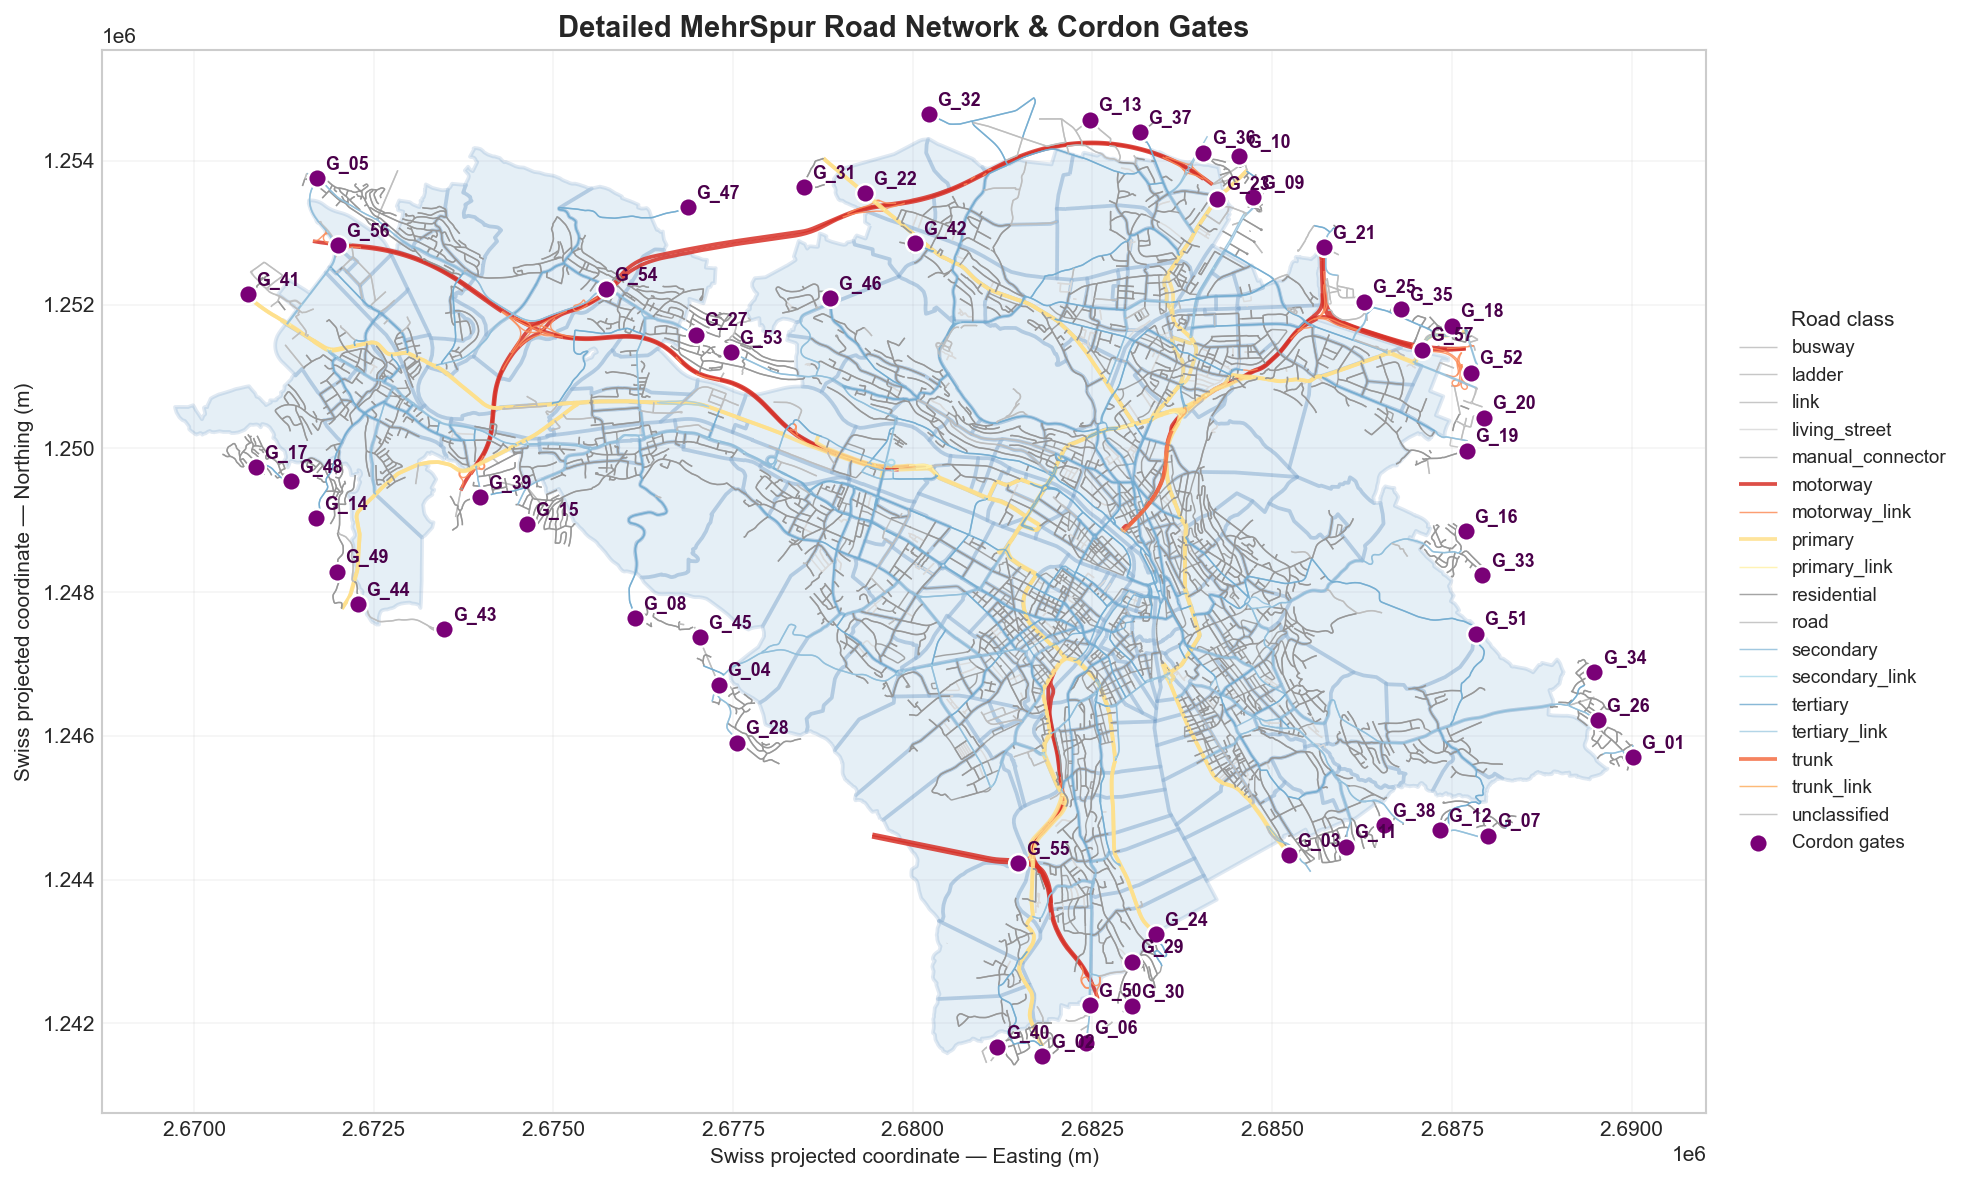 Detailed MehrSpur Road Network & Cordon Gates
1e6
G_32
G_13
G_37
G_36
G_10
1.254
G_05
G_31
G_22
G_47
G_23
G_09
G_56
G_42
G_21
G_41
G_54
G_46
1.252
G_25
G_35
G_18
G_27
G_53
G_57
G_52
G_20
G_19
1.250
G_17
G_48
G_39
G_14
G_15
G_16
G_49
G_33
1.248
G_44
G_43
G_08
G_45
G_51
G_04
G_34
G_26
1.246
G_28
G_01
G_38
G_12
G_07
G_03
G_11
G_55
1.244
G_24
G_29
G_50
G_30
1.242
G_40
G_02
G_06
2.6700
2.6725
2.6750
2.6775
2.6800
2.6825
2.6850
2.6875
2.6900
1e6
Swiss projected coordinate — Easting (m)
Swiss projected coordinate — Northing (m)
Road class
busway
ladder
link
living_street
manual_connector
motorway
motorway_link
primary
primary_link
residential
road
secondary
secondary_link
tertiary
tertiary_link
trunk
trunk_link
unclassified
Cordon gates